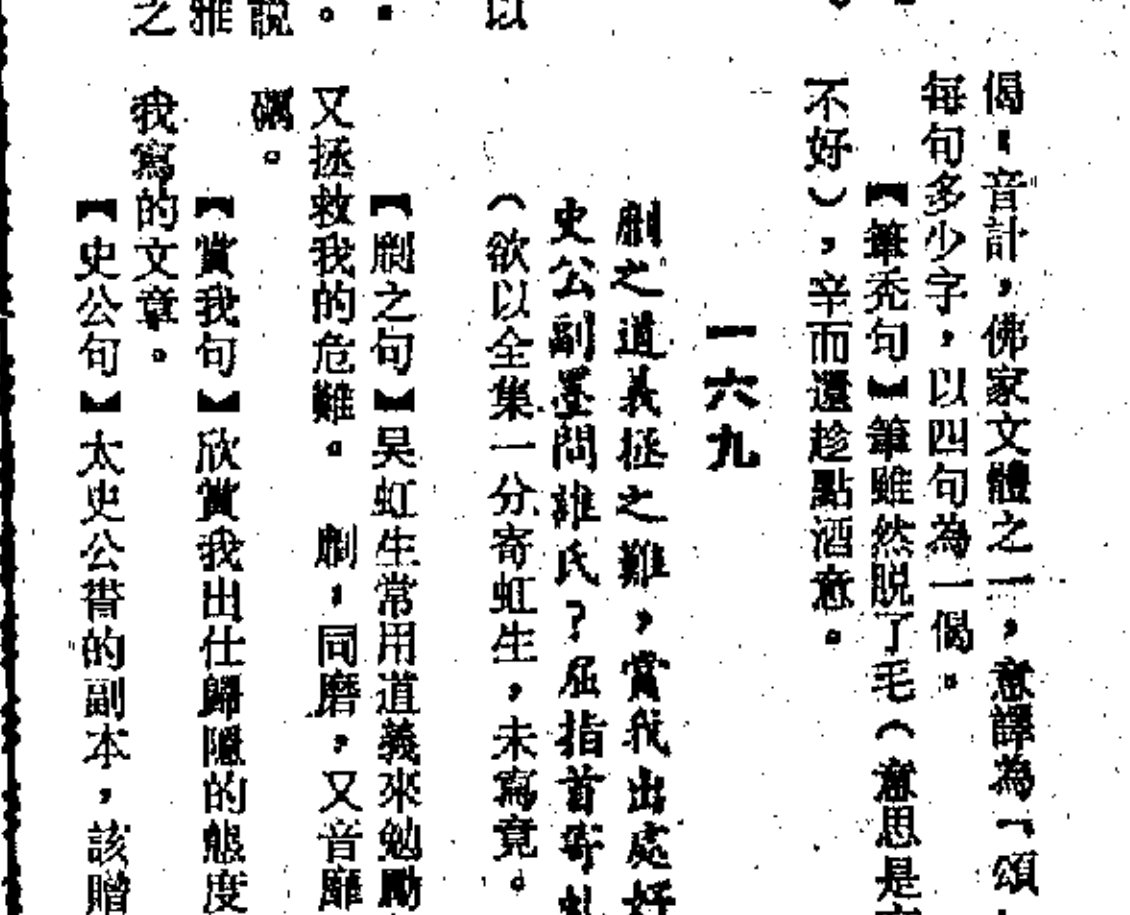 以
說
雅
之
偈，音計，佛家文體之一，意譯為「頌
每句多少字，以四句為一偈。
【筆禿句】筆雖然脱了毛（意思是
不好），辛而還趁點酒意。
一六九
劘之道義拯之難，賞我出處好
史公副墨問誰氏？屈指首寄虹
（欲以全集一分寄虹生，未寫竟。
【劘之句】吴虹生常用道義來勉勵
又拯救我的危難。　劘，同磨，又音靡
礪。
【賞我句】欣賞我出仕歸隱的態度
我寫的文章。
【史公句】太史公書的副本，該贈